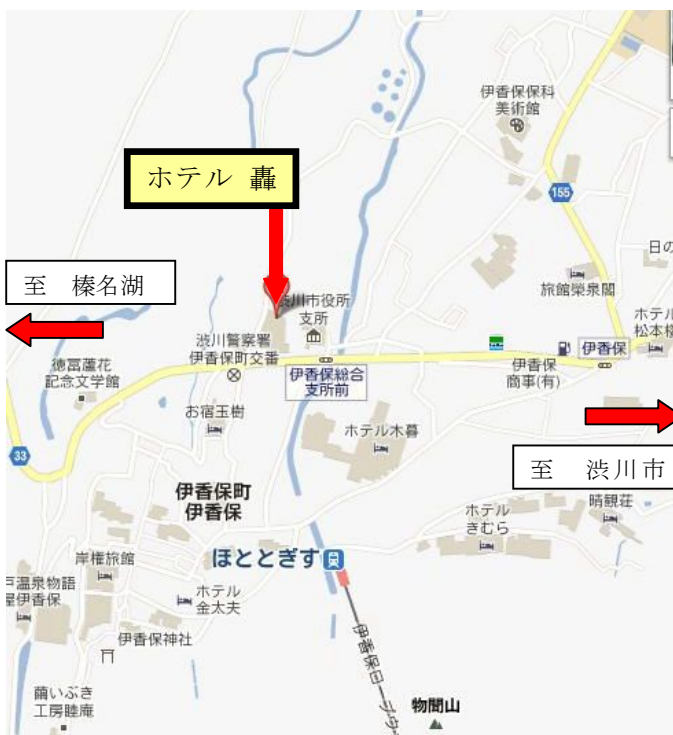 伊香保保科
美術館
ホテル 轟
155
日の
至 榛名湖
旅館榮泉閣
渋川市役所
支所
ホテル
松本楼
渋川警察署
伊香保町交番
伊香保
徳冨蘆花
記念文学館
伊香保総合
支所前
伊香保
商事(有)
お宿玉樹
ホテル木暮
33
至 渋川市
伊香保町
伊香保
晴観荘
ホテル
きむら
岸権旅館
ほととぎす
戸温泉物語
屋伊香保
ホテル
金太夫
伊香保神社
伊香保ロープウ
繭いぶき
工房睦庵
物聞山